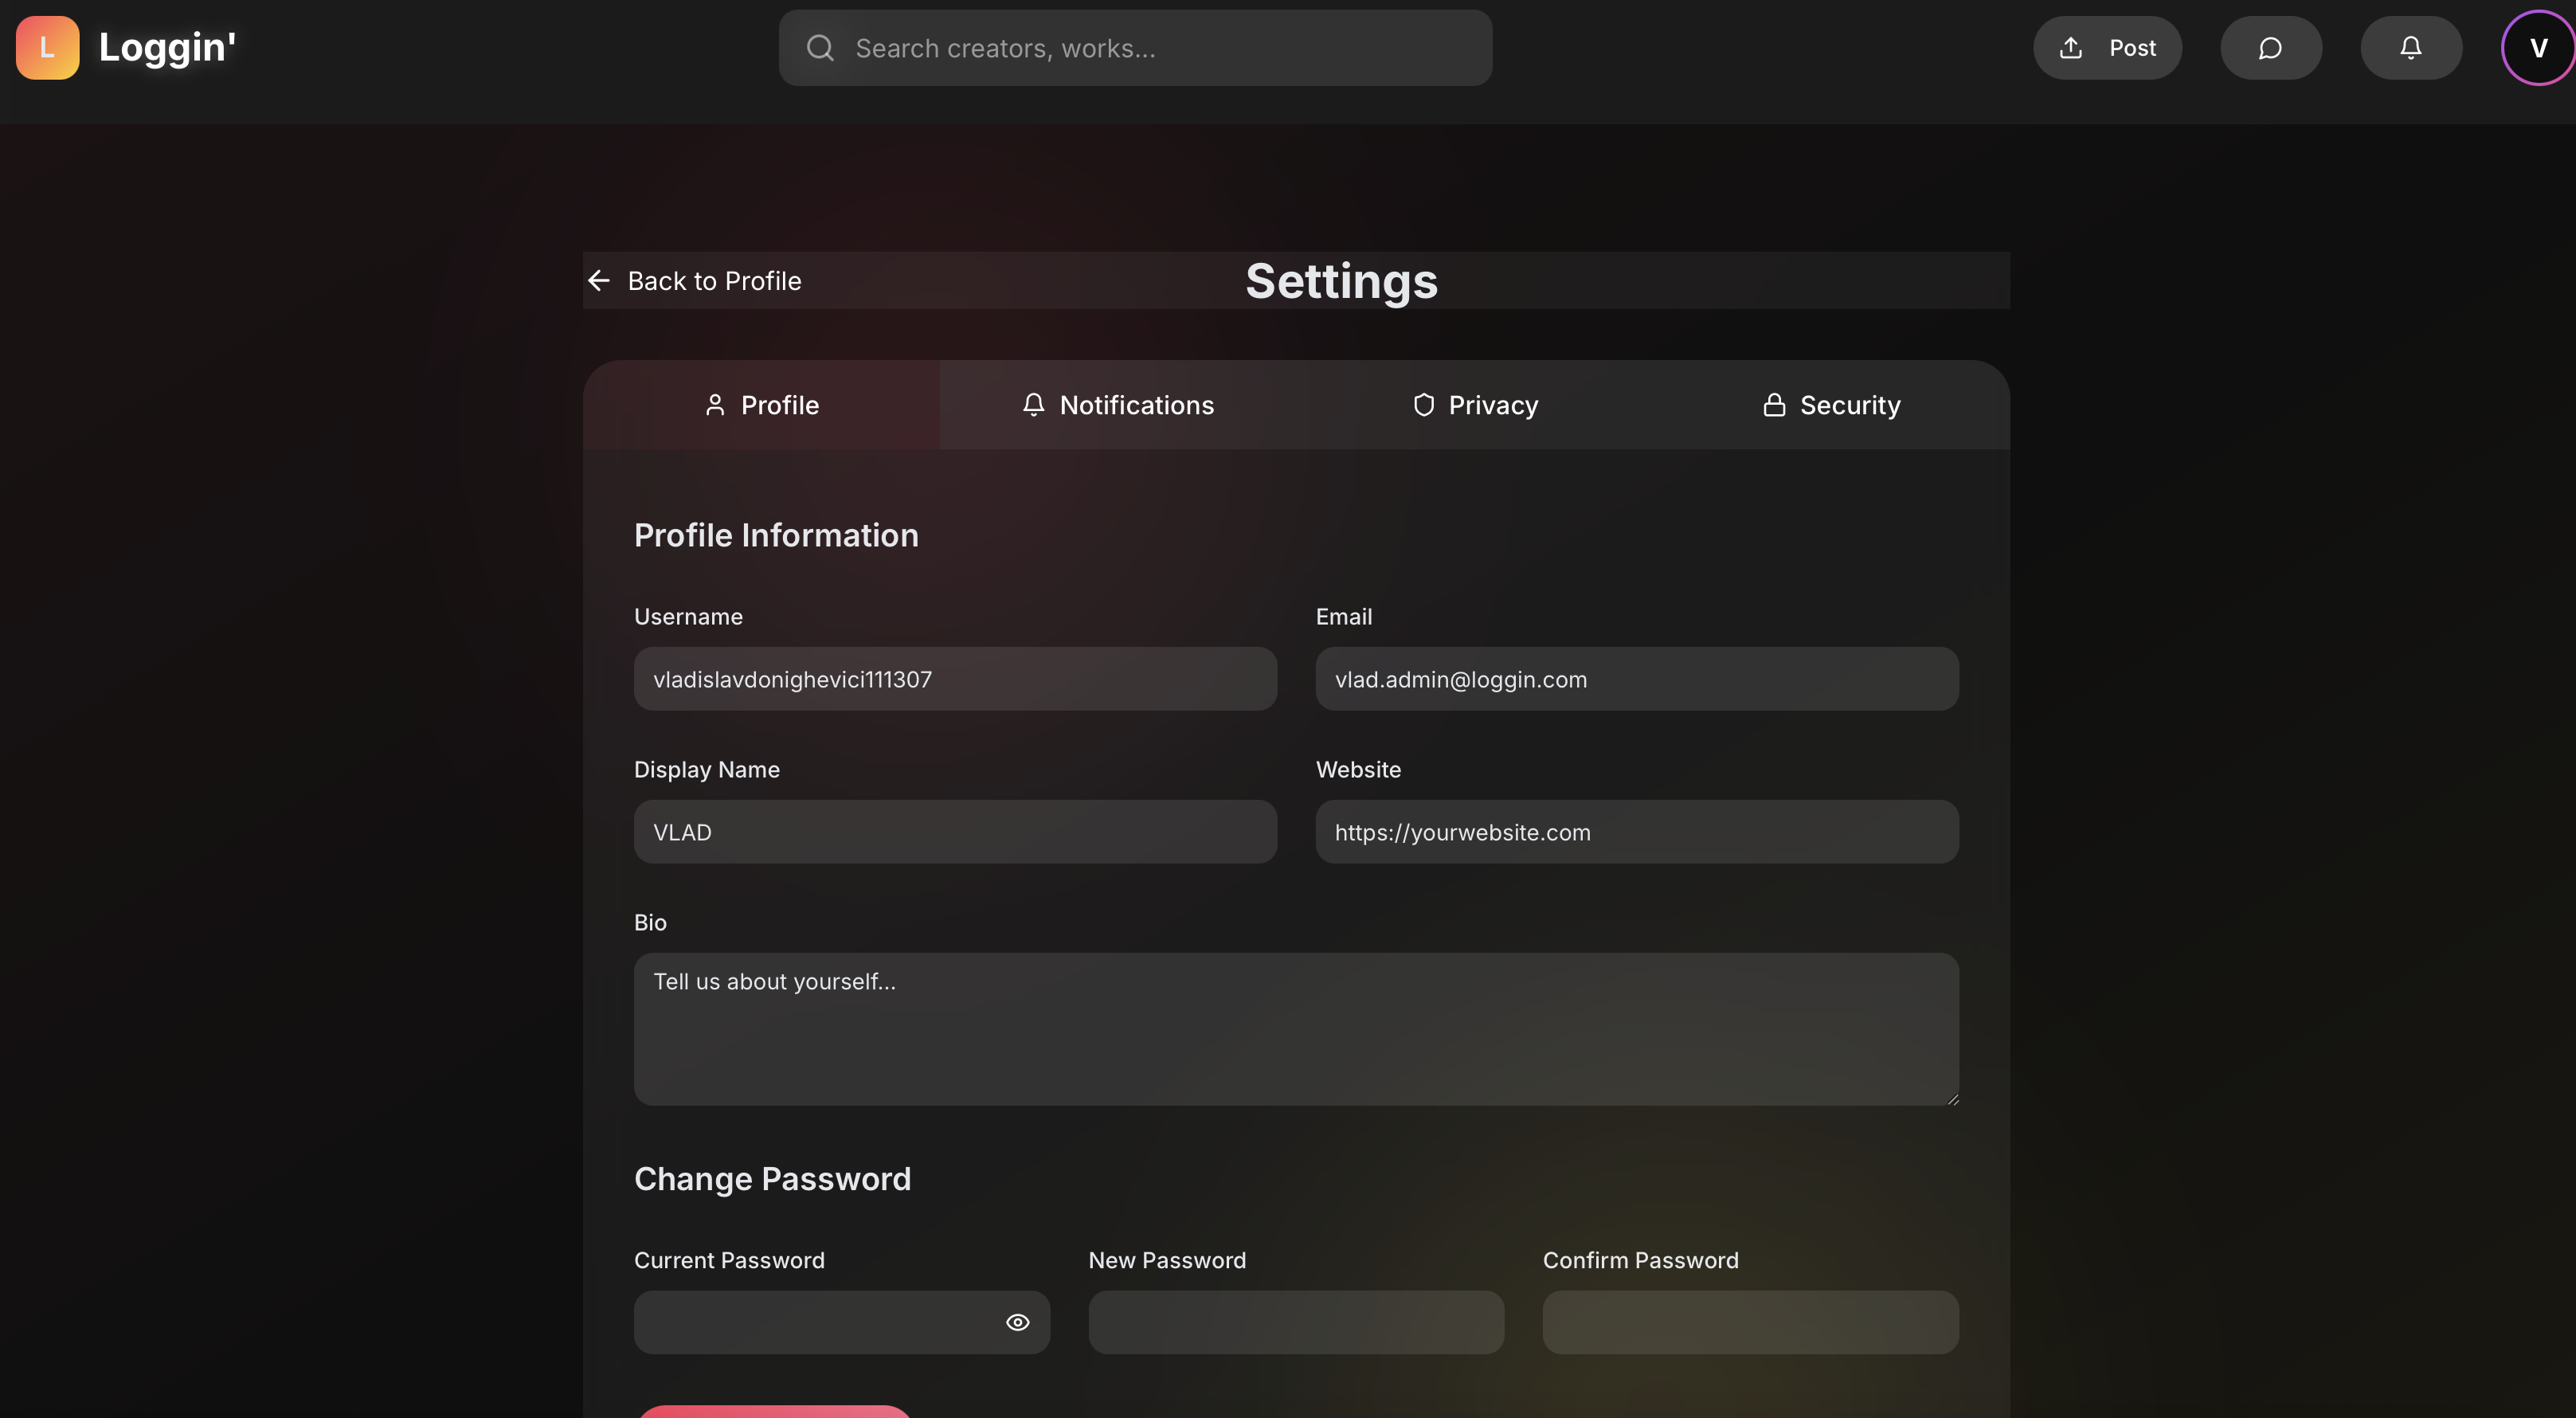 L Loggin'
Search creators, works...
Post
V
Back to Profile
Settings
Profile
Notifications
Privacy
Security
Profile Information
Username
Email
vladislavdonighevici111307
vlad.admin@loggin.com
Display Name
Website
VLAD
https://yourwebsite.com
Bio
Tell us about yourself...
Change Password
Current Password
New Password
Confirm Password